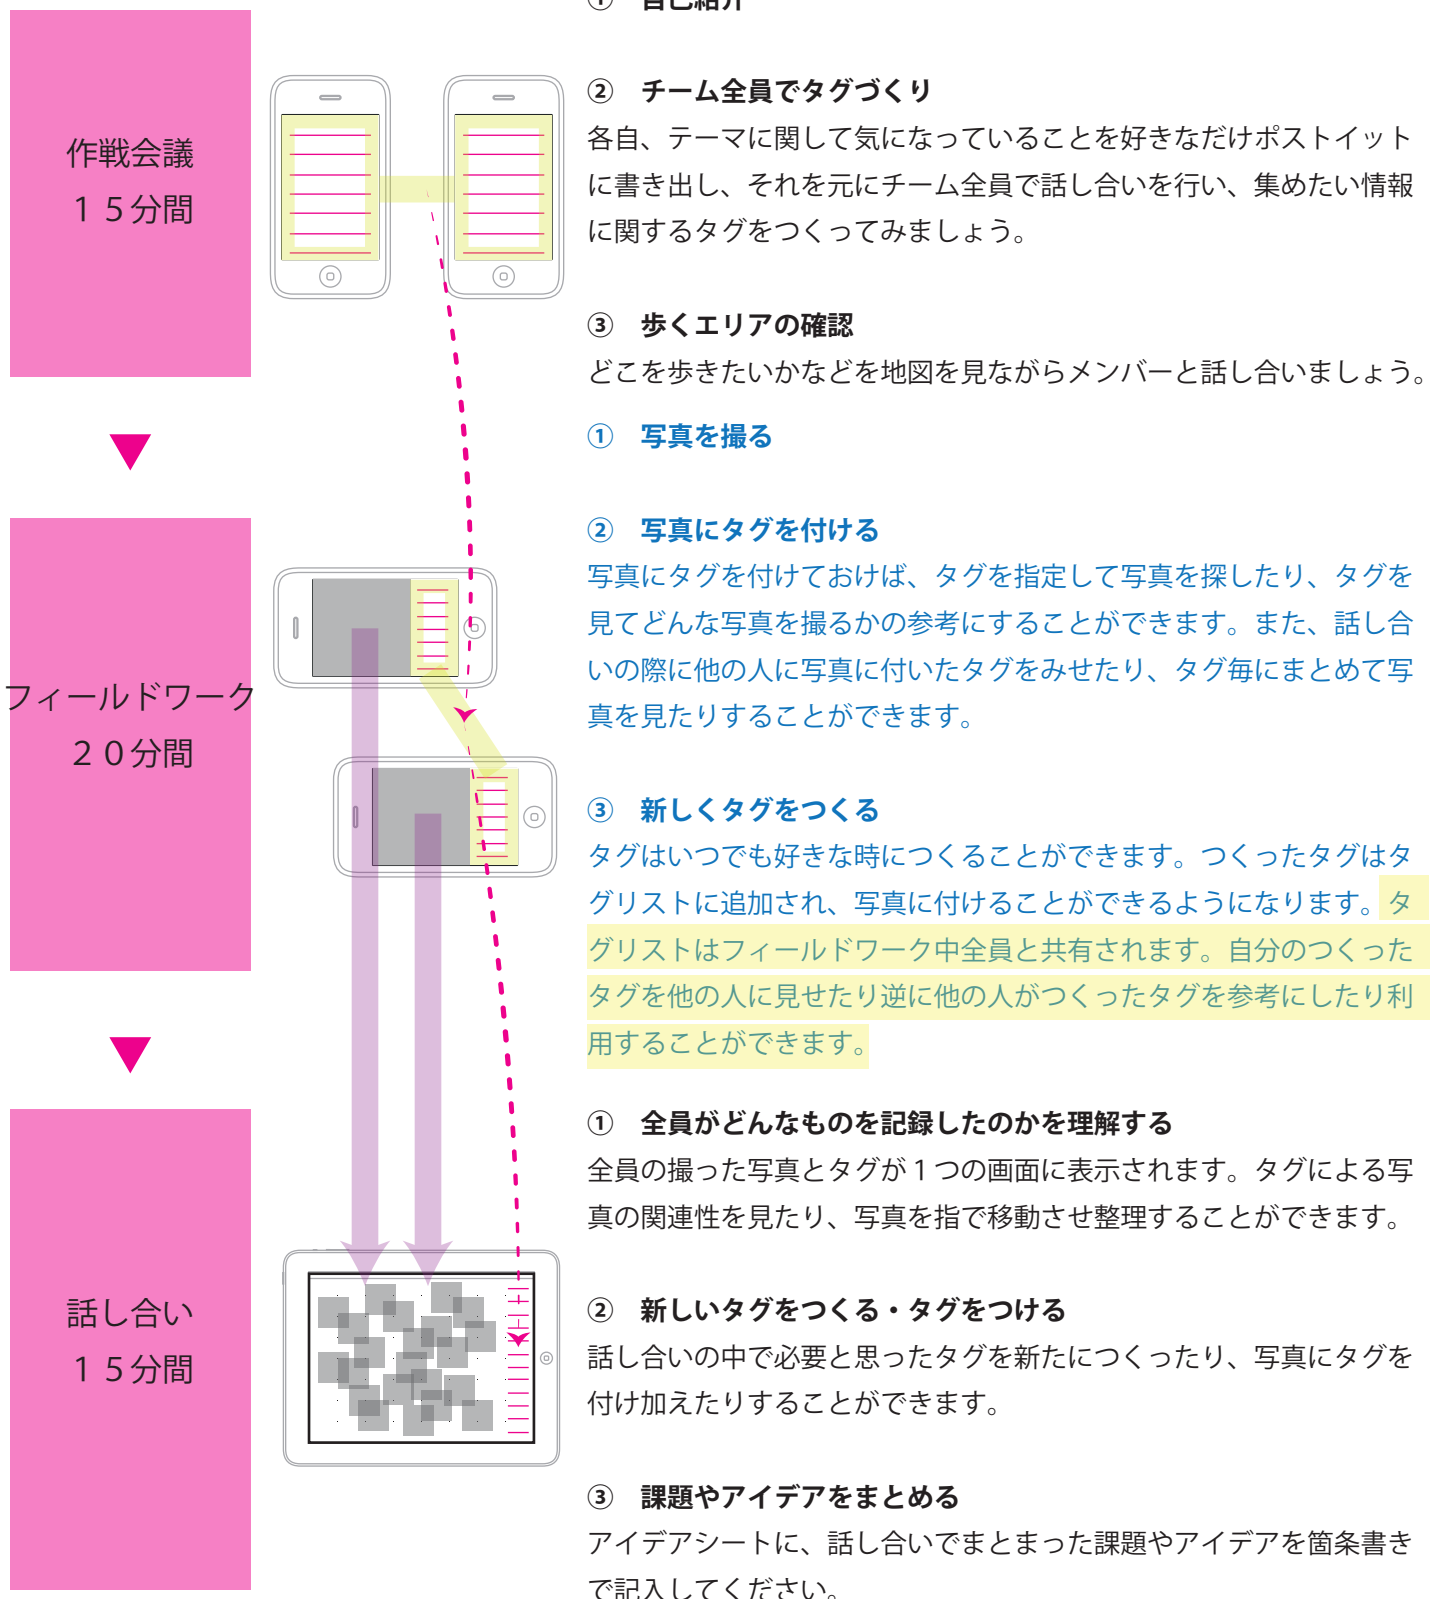 ① 自己紹介
作戦会議
１５分間
② チーム全員でタグづくり
各自、テーマに関して気になっていることを好きなだけポストイット
に書き出し、それを元にチーム全員で話し合いを行い、集めたい情報
に関するタグをつくってみましょう。
③ 歩くエリアの確認
どこを歩きたいかなどを地図を見ながらメンバーと話し合いましょう。
フィールドワーク
２０分間
① 写真を撮る
② 写真にタグを付ける
写真にタグを付けておけば、タグを指定して写真を探したり、タグを
見てどんな写真を撮るかの参考にすることができます。また、話し合
いの際に他の人に写真に付いたタグをみせたり、タグ毎にまとめて写
真を見たりすることができます。
③ 新しくタグをつくる
タグはいつでも好きな時につくることができます。つくったタグはタ
グリストに追加され、写真に付けることができるようになります。タ
グリストはフィールドワーク中全員と共有されます。自分のつくった
タグを他の人に見せたり逆に他の人がつくったタグを参考にしたり利
用することができます。
話し合い
１５分間
① 全員がどんなものを記録したのかを理解する
全員の撮った写真とタグが１つの画面に表示されます。タグによる写
真の関連性を見たり、写真を指で移動させ整理することができます。
② 新しいタグをつくる・タグをつける
話し合いの中で必要と思ったタグを新たにつくったり、写真にタグを
付け加えたりすることができます。
③ 課題やアイデアをまとめる
アイデアシートに、話し合いでまとまった課題やアイデアを箇条書き
で記入してください。